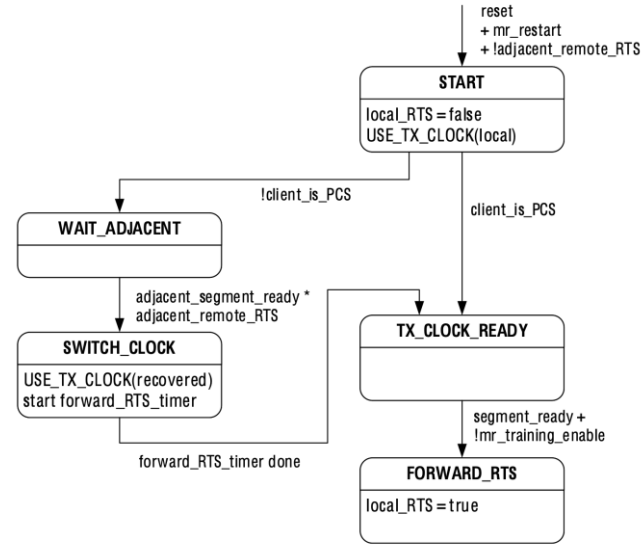 reset
+ mr_restart
+ !adjacent_remote_RTS
START
local_RTS = false
USE_TX_CLOCK(local)
!client_is_PCS
client_is_PCS
WAIT_ADJACENT
adjacent_segment_ready *
adjacent_remote_RTS
SWITCH_CLOCK
USE_TX_CLOCK(recovered)
start forward_RTS_timer
forward_RTS_timer done
TX_CLOCK_READY
segment_ready +
!mr_training_enable
FORWARD_RTS
local_RTS = true